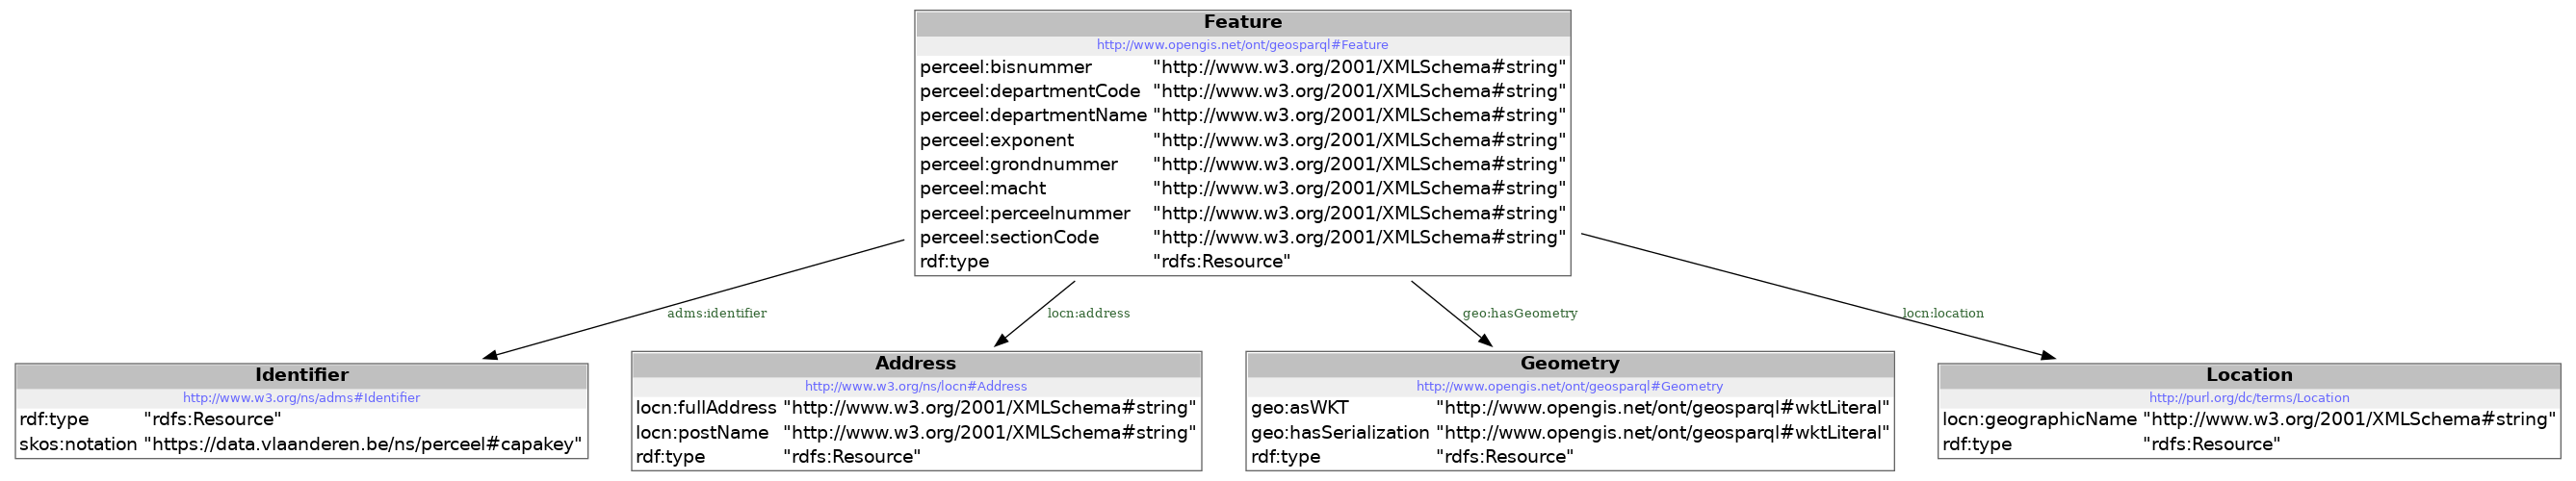 Feature
http://www.opengis.net/ont/geosparql#Feature
perceel:bisnummer "http://www.w3.org/2001/XMLSchema#string"
perceel:departmentCode "http://www.w3.org/2001/XMLSchema#string"
perceel:departmentName "http://www.w3.org/2001/XMLSchema#string"
perceel:exponent "http://www.w3.org/2001/XMLSchema#string"
perceel:grondnummer "http://www.w3.org/2001/XMLSchema#string"
perceel:macht "http://www.w3.org/2001/XMLSchema#string"
perceel:perceelnummer "http://www.w3.org/2001/XMLSchema#string"
perceel:sectionCode "http://www.w3.org/2001/XMLSchema#string"
rdf:type "rdfs:Resource"
adms:identifier
locn:address
geo:hasGeometry
locn:location
Identifier
http://www.w3.org/ns/adms#Identifier
rdf:type "rdfs:Resource"
skos:notation "https://data.vlaanderen.be/ns/perceel#capakey"
Address
http://www.w3.org/ns/locn#Address
locn:fullAddress "http://www.w3.org/2001/XMLSchema#string"
locn:postName "http://www.w3.org/2001/XMLSchema#string"
rdf:type "rdfs:Resource"
Geometry
http://www.opengis.net/ont/geosparql#Geometry
geo:asWKT "http://www.opengis.net/ont/geosparql#wktLiteral"
geo:hasSerialization "http://www.opengis.net/ont/geosparql#wktLiteral"
rdf:type "rdfs:Resource"
Location
http://purl.org/dc/terms/Location
locn:geographicName "http://www.w3.org/2001/XMLSchema#string"
rdf:type "rdfs:Resource"